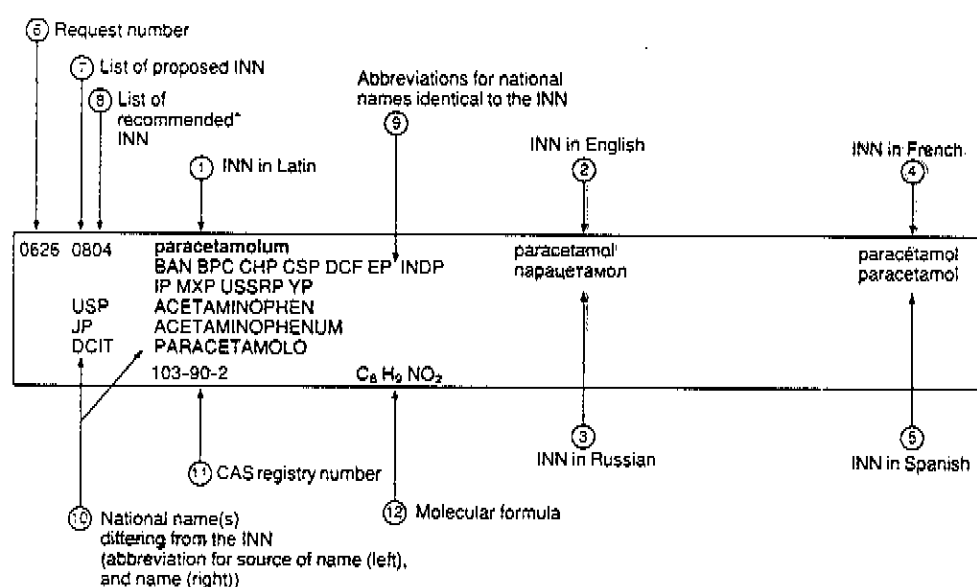 6 Request number
7 List of proposed INN
8 List of
recommended*
INN
1 INN in Latin
Abbreviations for national
names identical to the INN
9
INN in English
2
INN in French
4
0625 0804 paracetamolum paracetamol paracétamol
BAN BPC CHP CSP DCF EP INDP парацетамол paracetamol
IP MXP USSRP YP
USP ACETAMINOPHEN
JP ACETAMINOPHENUM
DCIT PARACETAMOLO
103-90-2 C8 H9 NO2
3
INN in Russian
5
INN in Spanish
11 CAS registry number
10 National name(s)
differing from the INN
(abbreviation for source of name (left),
and name (right))
12 Molecular formula